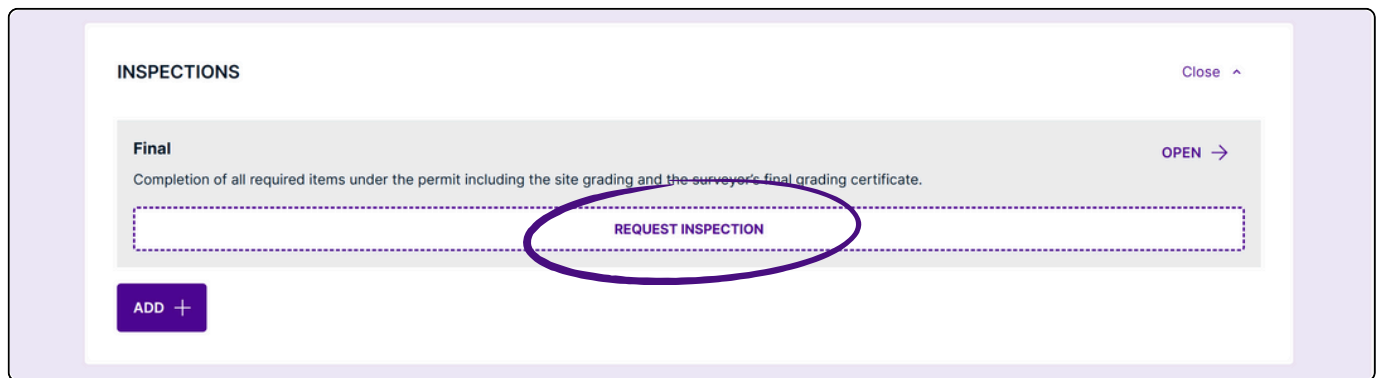 INSPECTIONS
Close
Final
OPEN
Completion of all required items under the permit including the site grading and the surveyor's final grading certificate.
REQUEST INSPECTION
ADD